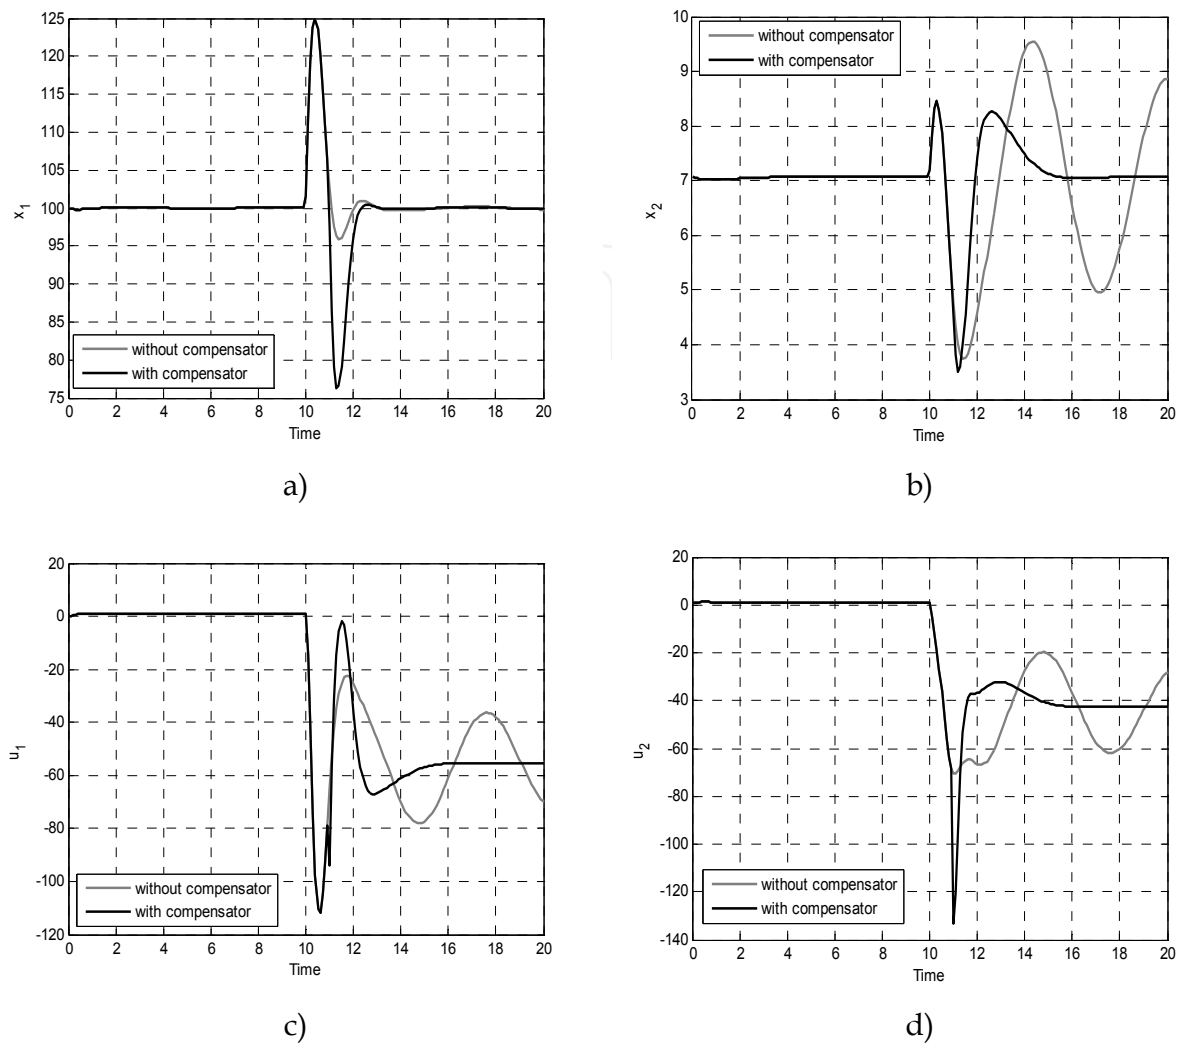 125
120
115
110
105
100
95
90
85
80
75
x1
without compensator
with compensator
0 2 4 6 8 10 12 14 16 18 20
Time
a)
10
9
8
7
6
5
4
3
x2
without compensator
with compensator
0 2 4 6 8 10 12 14 16 18 20
Time
b)
20
0
-20
-40
-60
-80
-100
-120
u1
without compensator
with compensator
0 2 4 6 8 10 12 14 16 18 20
Time
c)
20
0
-20
-40
-60
-80
-100
-120
-140
u2
without compensator
with compensator
0 2 4 6 8 10 12 14 16 18 20
Time
d)